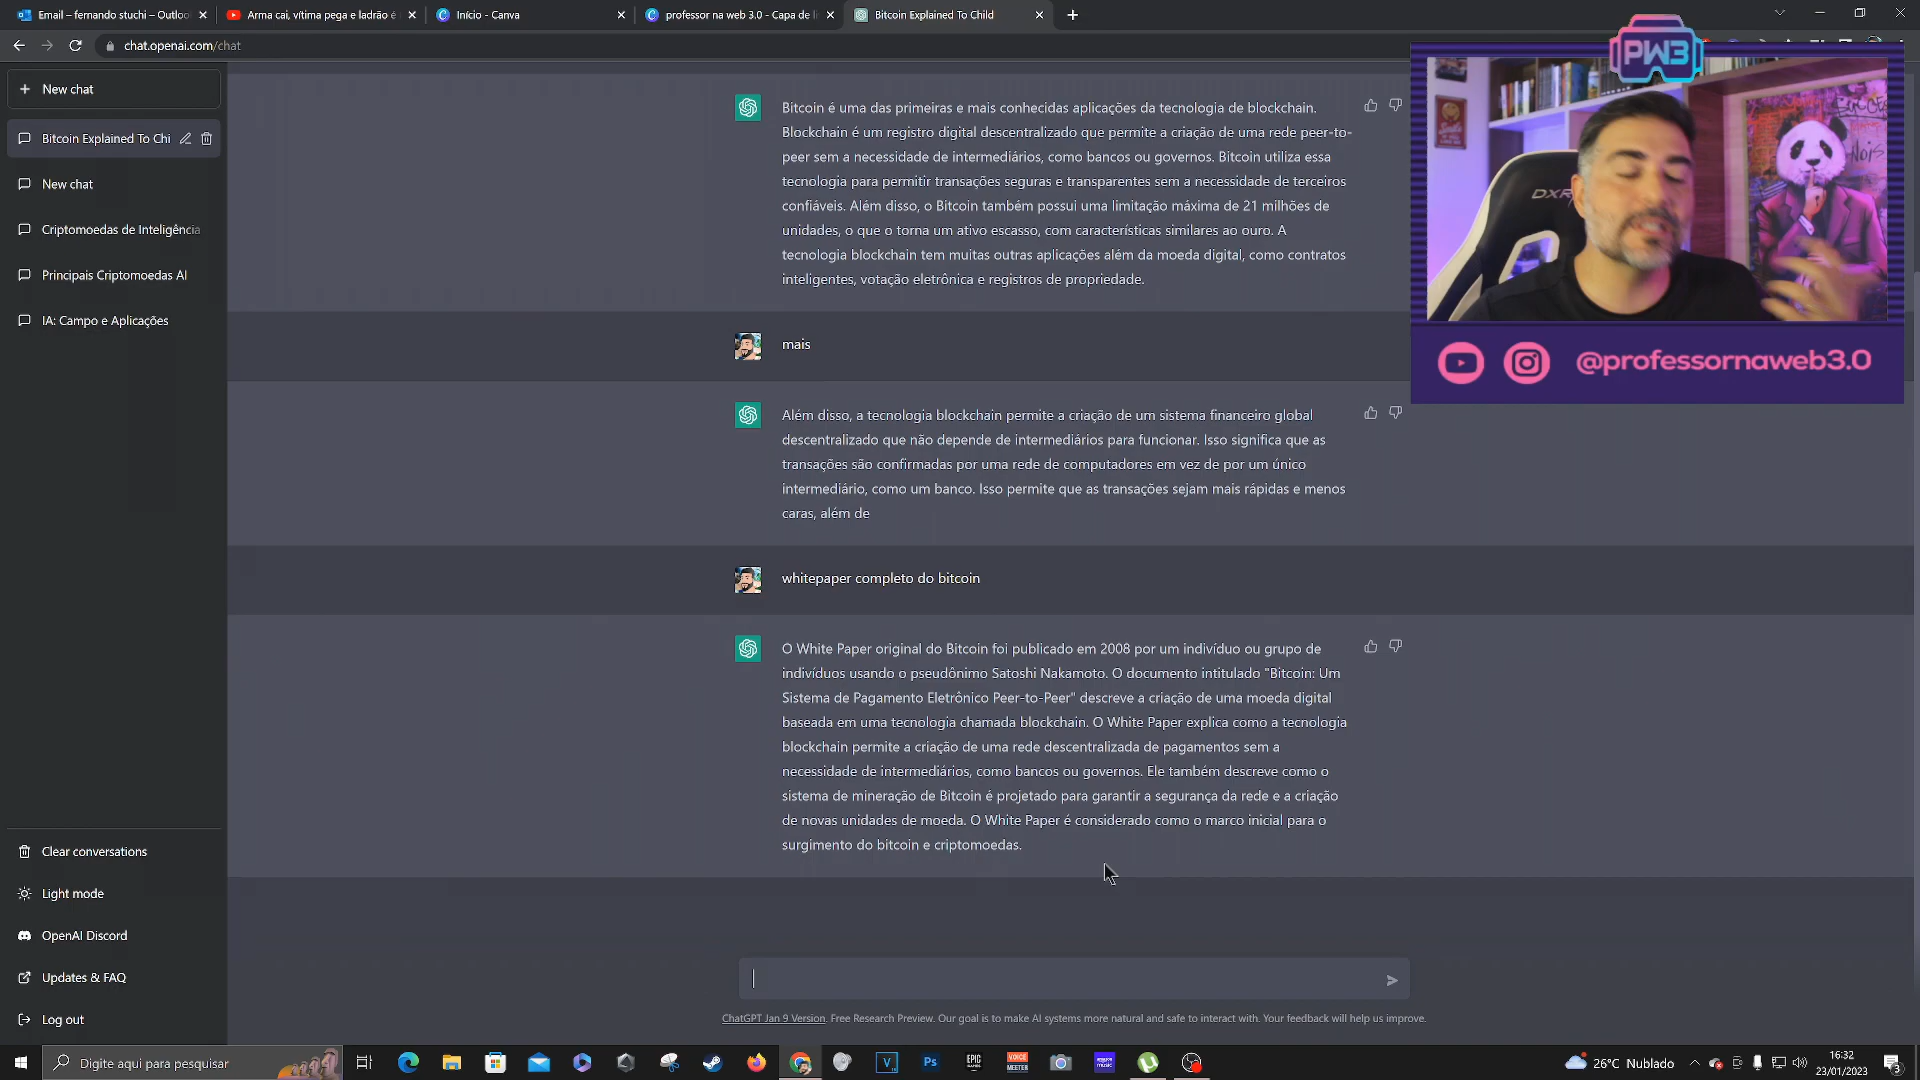 Email – fernando stuchi – Outloo
Arma cai, vítima pega e ladrão é
Início - Canva
professor na web 3.0 - Capa de li
Bitcoin Explained To Child
chat.openai.com/chat
New chat
Bitcoin Explained To Chi
New chat
Criptomoedas de Inteligência
Principais Criptomoedas AI
IA: Campo e Aplicações
Clear conversations
Light mode
OpenAI Discord
Updates & FAQ
Log out
Bitcoin é uma das primeiras e mais conhecidas aplicações da tecnologia de blockchain.
Blockchain é um registro digital descentralizado que permite a criação de uma rede peer-to-
peer sem a necessidade de intermediários, como bancos ou governos. Bitcoin utiliza essa
tecnologia para permitir transações seguras e transparentes sem a necessidade de terceiros
confiáveis. Além disso, o Bitcoin também possui uma limitação máxima de 21 milhões de
unidades, o que o torna um ativo escasso, com características similares ao ouro. A
tecnologia blockchain tem muitas outras aplicações além da moeda digital, como contratos
inteligentes, votação eletrônica e registros de propriedade.
mais
Além disso, a tecnologia blockchain permite a criação de um sistema financeiro global
descentralizado que não depende de intermediários para funcionar. Isso significa que as
transações são confirmadas por uma rede de computadores em vez de por um único
intermediário, como um banco. Isso permite que as transações sejam mais rápidas e menos
caras, além de
whitepaper completo do bitcoin
O White Paper original do Bitcoin foi publicado em 2008 por um indivíduo ou grupo de
indivíduos usando o pseudônimo Satoshi Nakamoto. O documento intitulado "Bitcoin: Um
Sistema de Pagamento Eletrônico Peer-to-Peer" descreve a criação de uma moeda digital
baseada em uma tecnologia chamada blockchain. O White Paper explica como a tecnologia
blockchain permite a criação de uma rede descentralizada de pagamentos sem a
necessidade de intermediários, como bancos ou governos. Ele também descreve como o
sistema de mineração de Bitcoin é projetado para garantir a segurança da rede e a criação
de novas unidades de moeda. O White Paper é considerado como o marco inicial para o
surgimento do bitcoin e criptomoedas.
ChatGPT Jan 9 Version. Free Research Preview. Our goal is to make AI systems more natural and safe to interact with. Your feedback will help us improve.
PW3
DXR
@professornaweb3.0
Digite aqui para pesquisar
V
Ps
EPIC
GAMES
VOICE
MEETER
amazon
music
26°C Nublado
16:32
23/01/2023
3